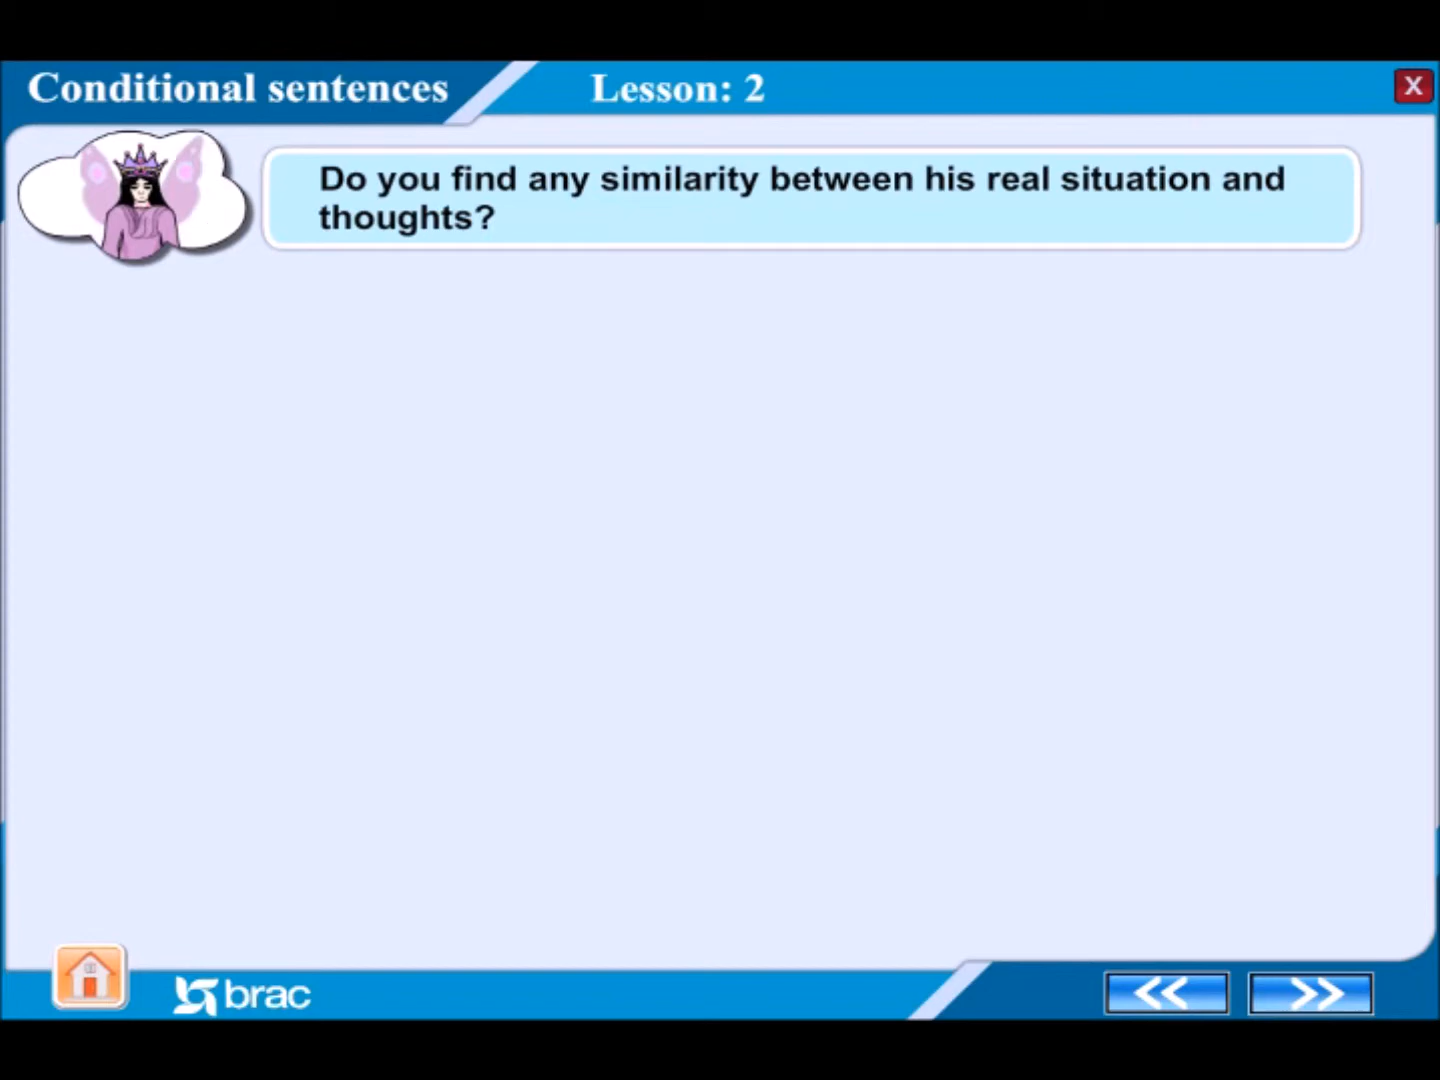 Conditional sentences
Lesson: 2
X
Do you find any similarity between his real situation and
thoughts?
brac